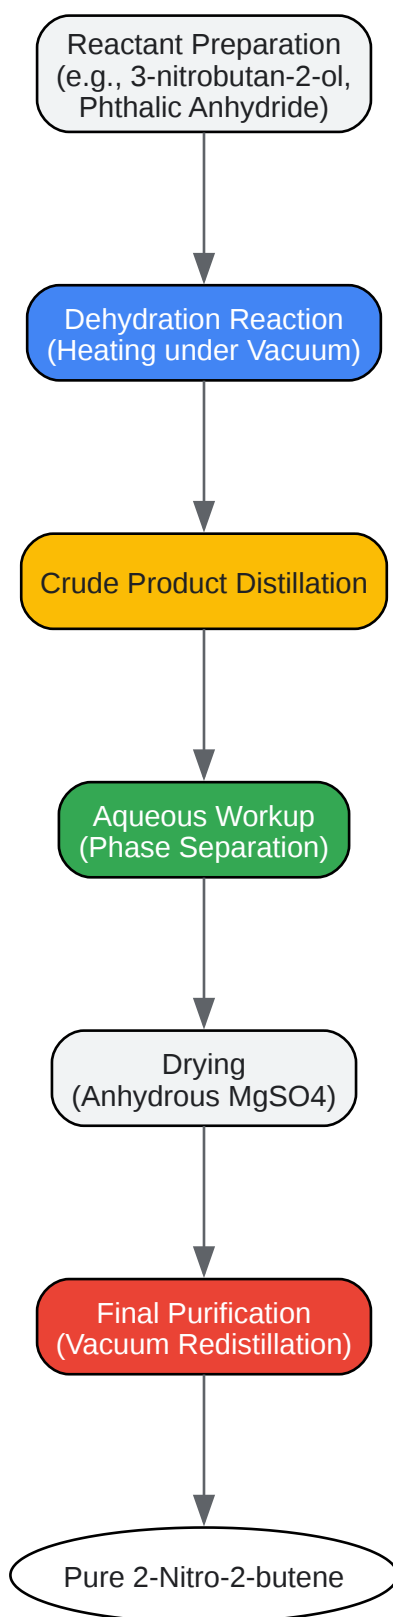 Reactant Preparation
(e.g., 3-nitrobutan-2-ol,
Phthalic Anhydride)
Dehydration Reaction
(Heating under Vacuum)
Crude Product Distillation
Aqueous Workup
(Phase Separation)
Drying
(Anhydrous MgSO4)
Final Purification
(Vacuum Redistillation)
Pure 2-Nitro-2-butene